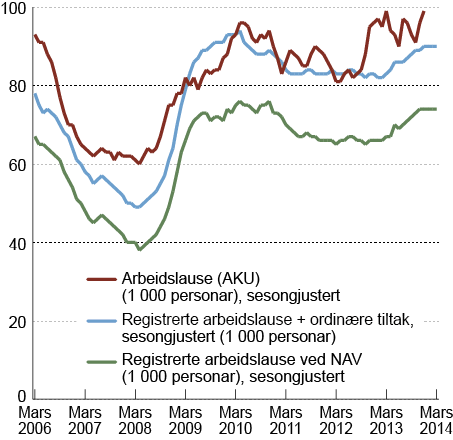 100
80
60
40
20
0
Arbeidslause (AKU)
(1 000 personar), sesongjustert
Registrerte arbeidslause + ordinære tiltak,
sesongjustert (1 000 personar)
Registrerte arbeidslause ved NAV
(1 000 personar), sesongjustert
Mars Mars Mars Mars Mars Mars Mars Mars Mars
2006 2007 2008 2009 2010 2011 2012 2013 2014